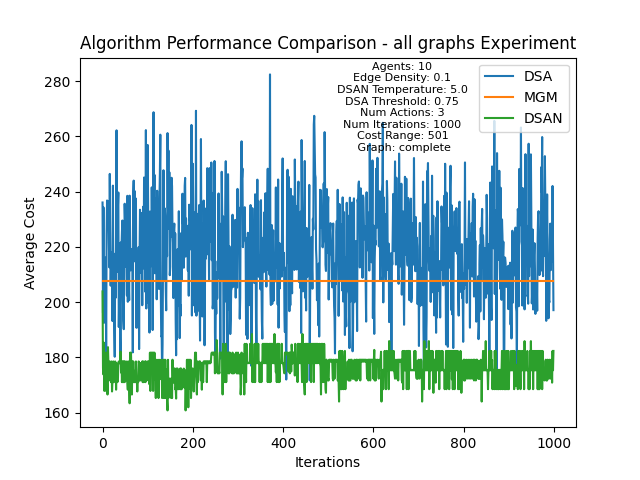 Algorithm Performance Comparison - all graphs Experiment
Agents: 10
Edge Density: 0.1
DSAN Temperature: 5.0
DSA Threshold: 0.75
Num Actions: 3
Num Iterations: 1000
Cost Range: 501
Graph: complete
DSA
MGM
DSAN
Average Cost
280
260
240
220
200
180
160
0
200
400
600
800
1000
Iterations